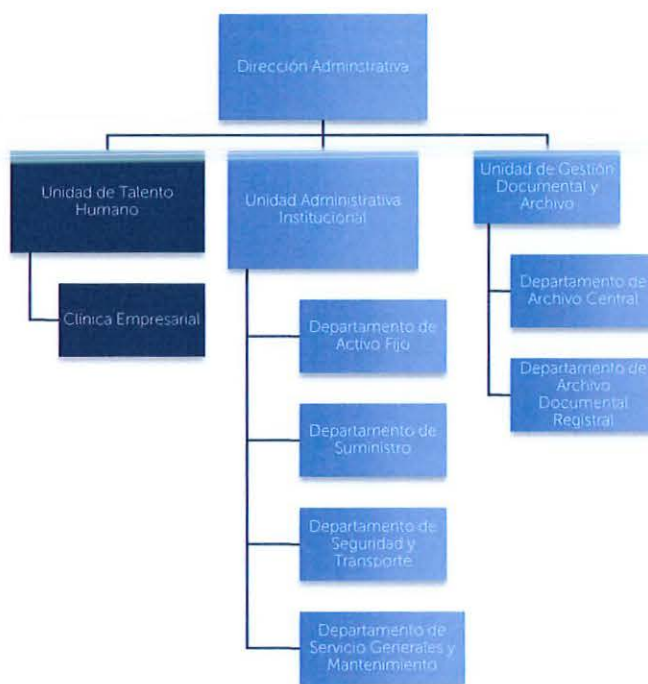 Dirección Adminstrativa
Unidad de Talento
Humano
Clínica Empresarial
Unidad Administrativa
Institucional
Departamento de
Activo Fijo
Departamento de
Suministro
Departamento de
Seguridad y
Transporte
Departamento de
Servicio Generales y
Mantenimiento
Unidad de Gestión
Documental y
Archivo
Departamento de
Archivo Central
Departamento de
Archivo
Documental
Registral